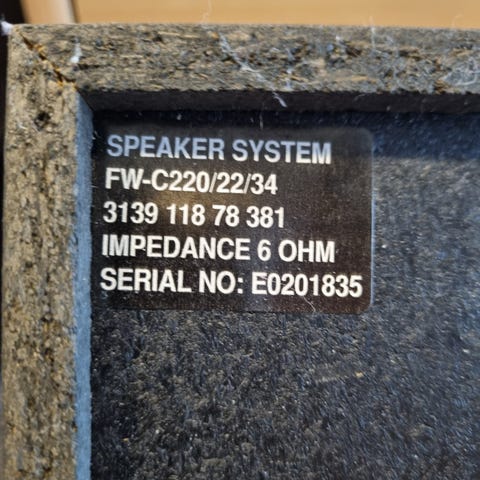 SPEAKER SYSTEM
FW-C220/22/34
3139 118 78 381
IMPEDANCE 6 OHM
SERIAL NO: E0201835